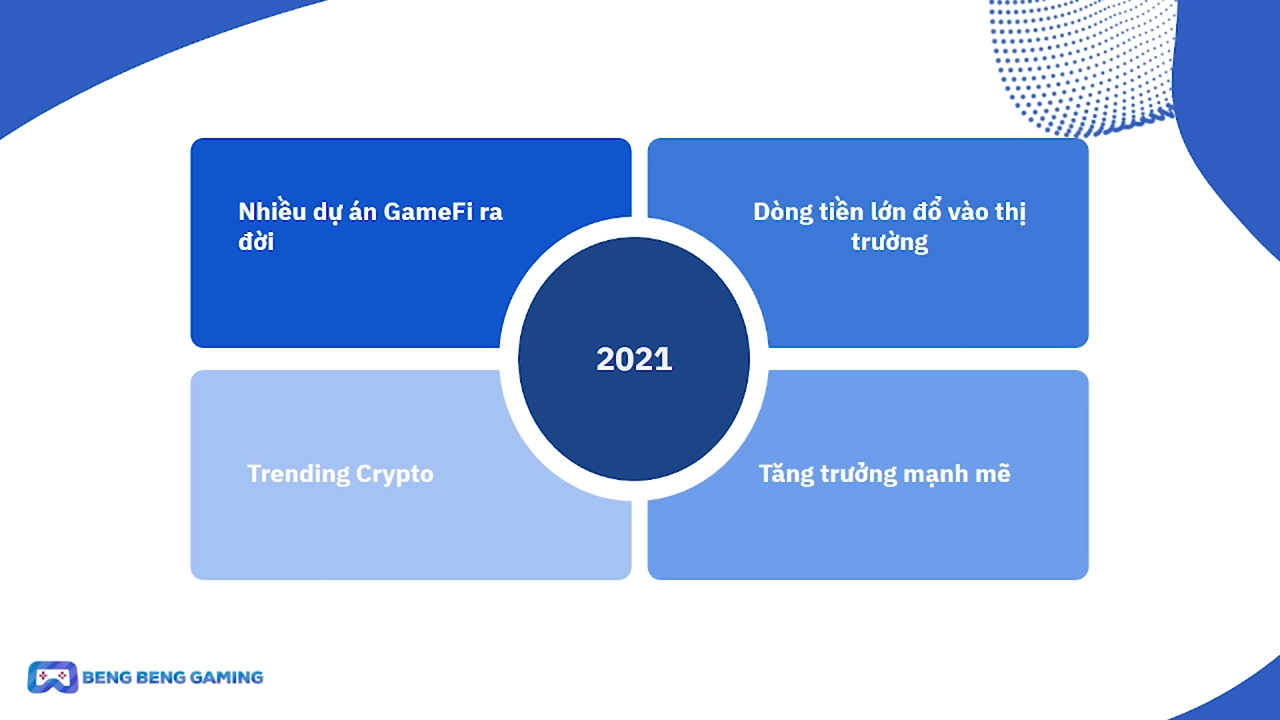 Nhiều dự án GameFi ra
đời
Dòng tiền lớn đổ vào thị
trường
2021
Trending Crypto
Tăng trưởng mạnh mẽ
BENG BENG GAMING